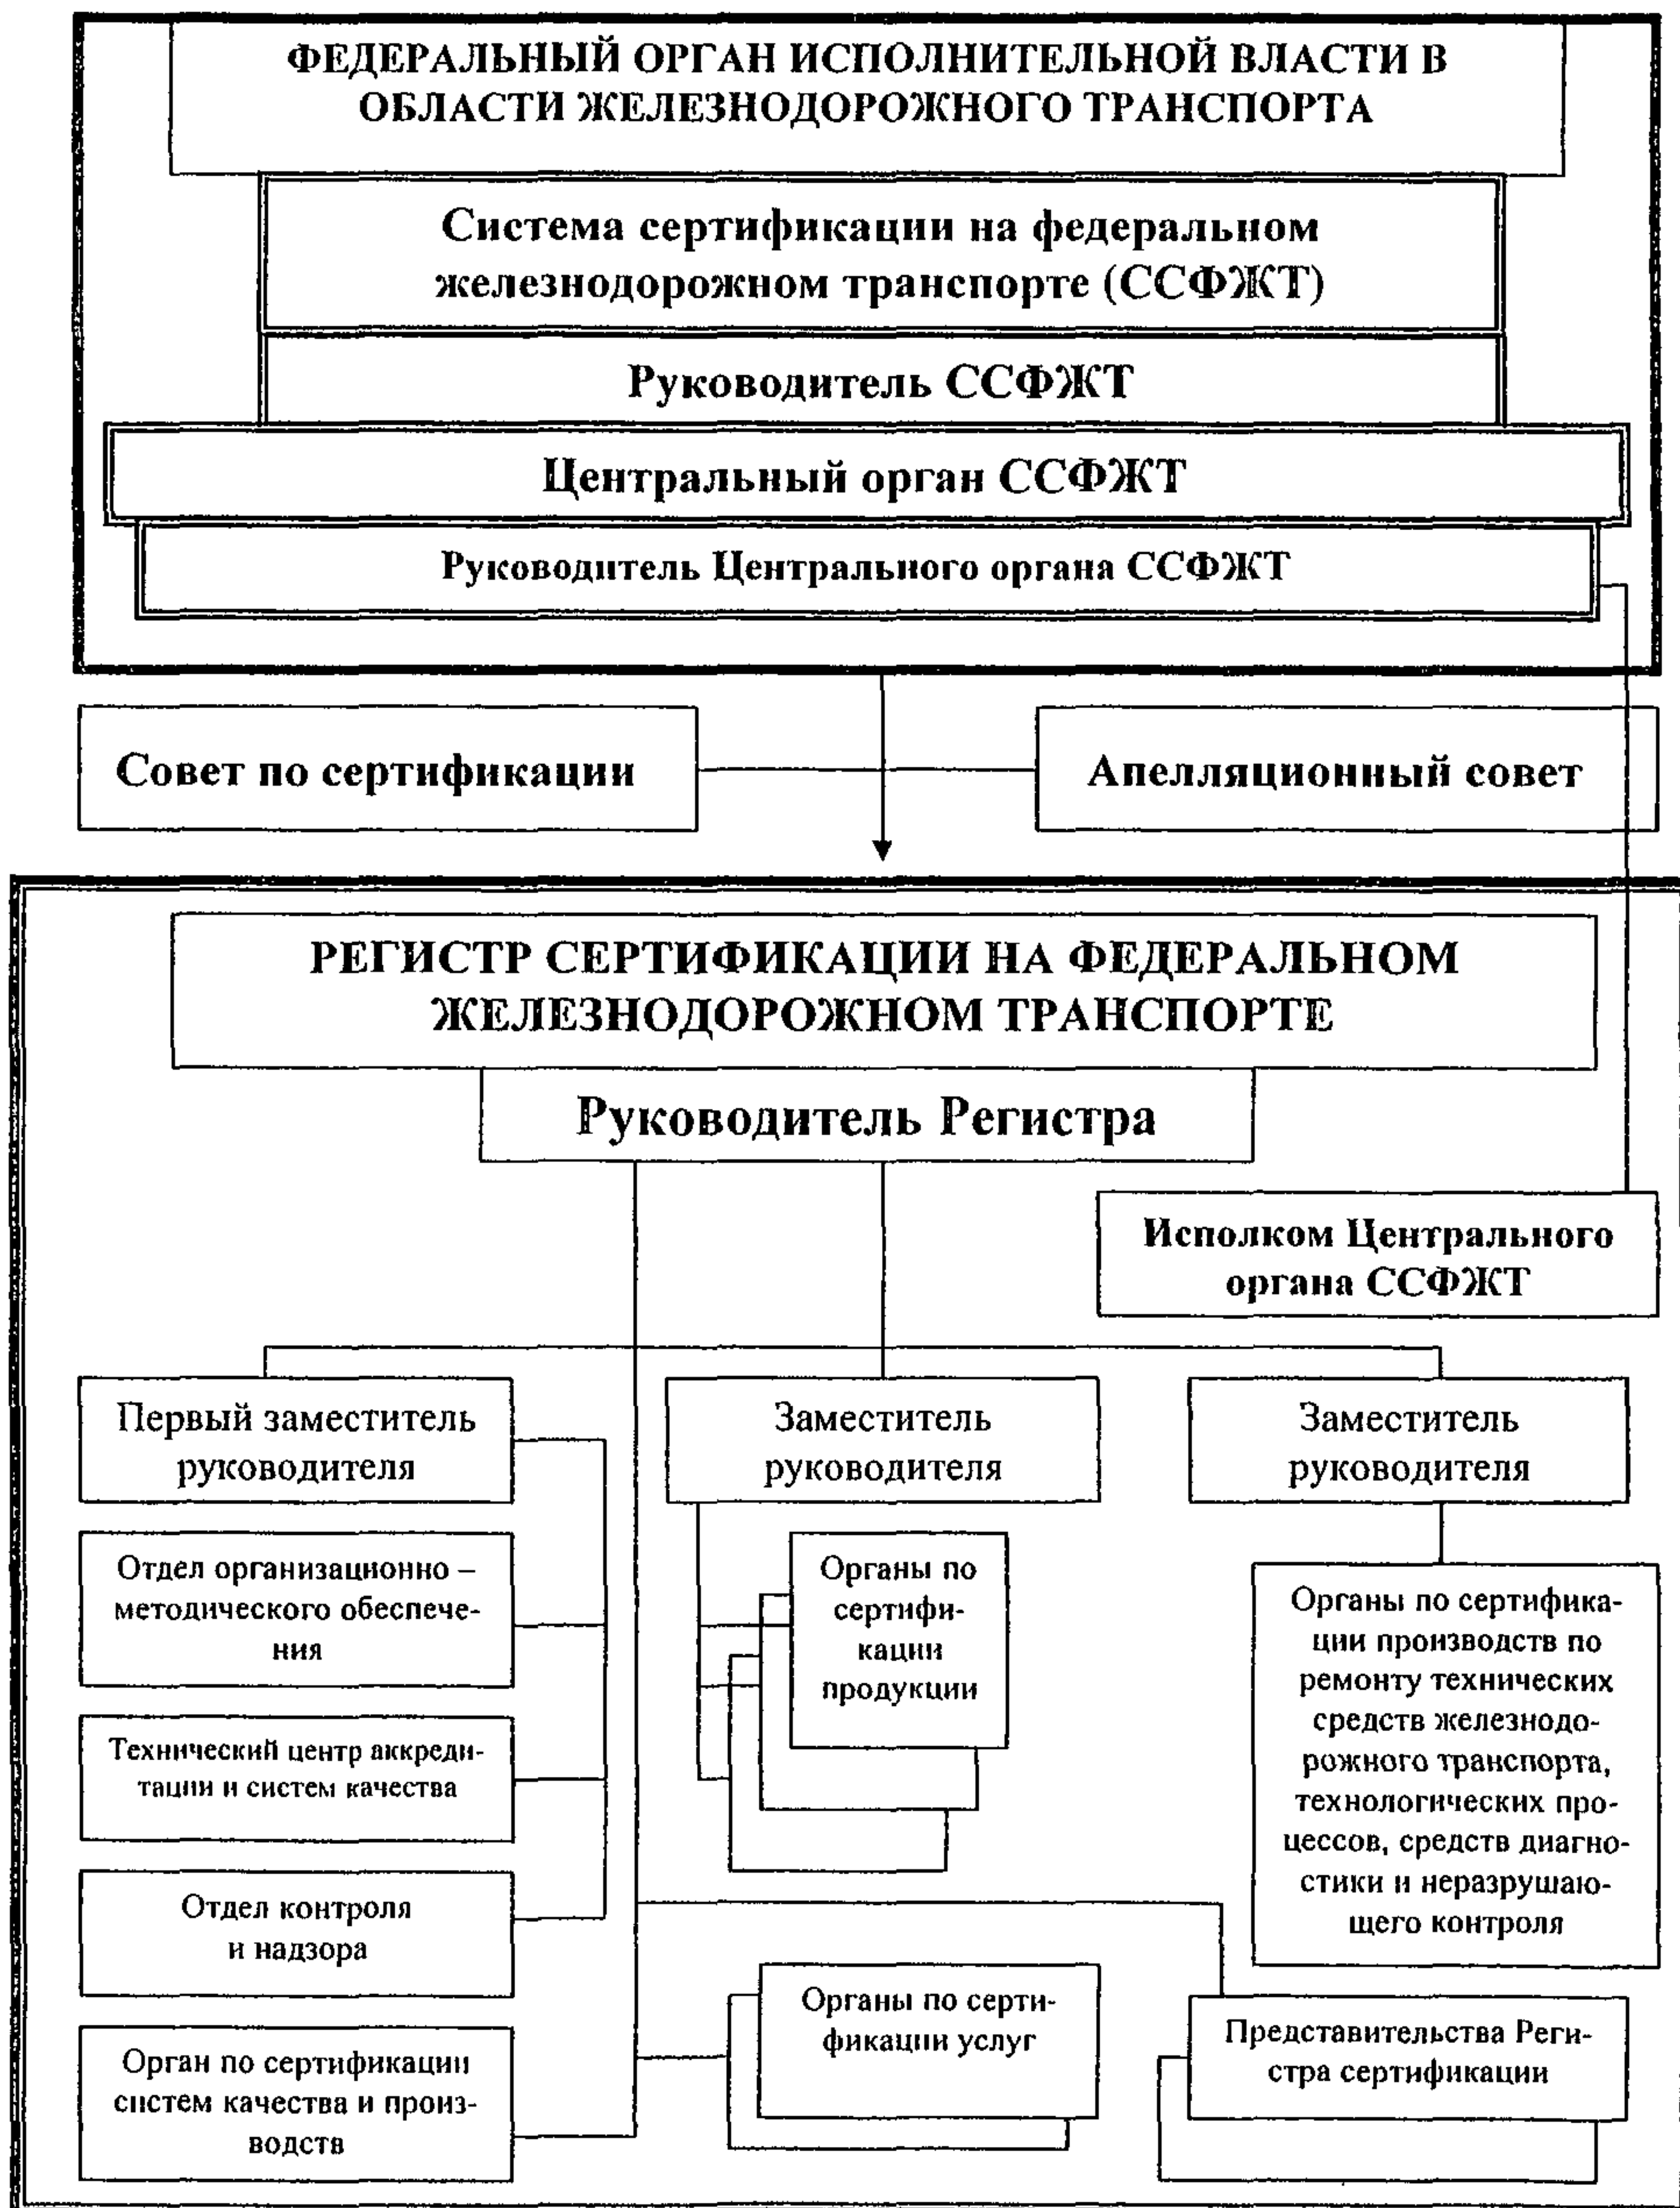 ФЕДЕРАЛЬНЫЙ ОРГАН ИСПОЛНИТЕЛЬНОЙ ВЛАСТИ В
ОБЛАСТИ ЖЕЛЕЗНОДОРОЖНОГО ТРАНСПОРТА
Система сертификации на федеральном
железнодорожном транспорте (ССФЖТ)
Руководитель ССФЖТ
Центральный орган ССФЖТ
Руководитель Центрального органа ССФЖТ
Совет по сертификации
Апелляционный совет
РЕГИСТР СЕРТИФИКАЦИИ НА ФЕДЕРАЛЬНОМ
ЖЕЛЕЗНОДОРОЖНОМ ТРАНСПОРТЕ
Руководитель Регистра
Исполком Центрального
органа ССФЖТ
Первый заместитель
руководителя
Заместитель
руководителя
Заместитель
руководителя
Отдел организационно –
методического обеспече-
ния
Технический центр аккреди-
тации и систем качества
Отдел контроля
и надзора
Орган по сертификации
систем качества и произ-
водств
Органы по
сертифи-
кации
продукции
Органы по серти-
фикации услуг
Органы по сертифика-
ции производств по
ремонту технических
средств железнодо-
рожного транспорта,
технологических про-
цессов, средств диагно-
стики и неразрушаю-
щего контроля
Представительства Реги-
стра сертификации